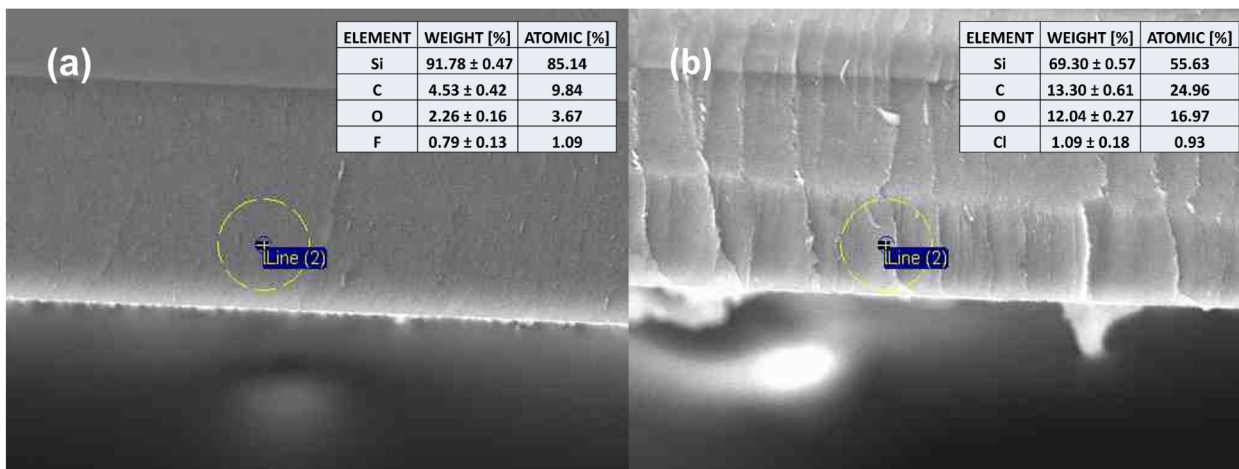 (a)
ELEMENT WEIGHT [%] ATOMIC [%]
Si 91.78 ± 0.47 85.14
C 4.53 ± 0.42 9.84
O 2.26 ± 0.16 3.67
F 0.79 ± 0.13 1.09
Line (2)
(b)
ELEMENT WEIGHT [%] ATOMIC [%]
Si 69.30 ± 0.57 55.63
C 13.30 ± 0.61 24.96
O 12.04 ± 0.27 16.97
Cl 1.09 ± 0.18 0.93
Line (2)